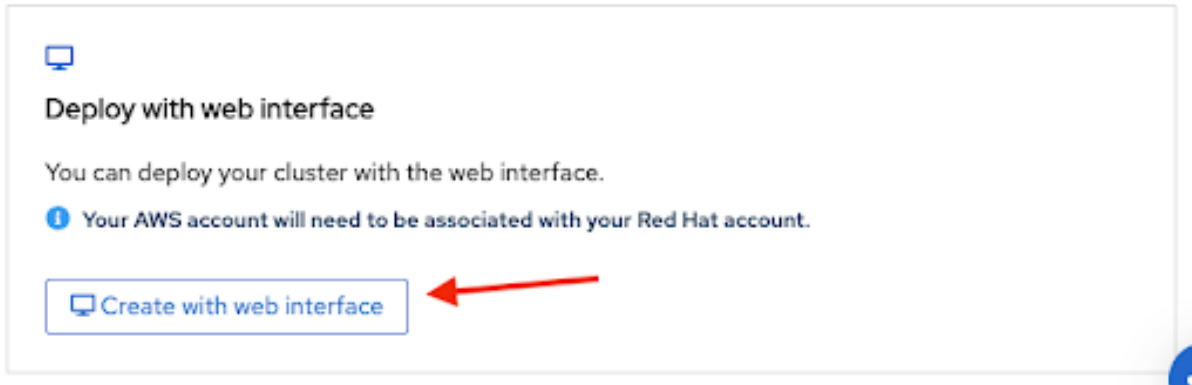 Deploy with web interface
You can deploy your cluster with the web interface.
Your AWS account will need to be associated with your Red Hat account.
Create with web interface